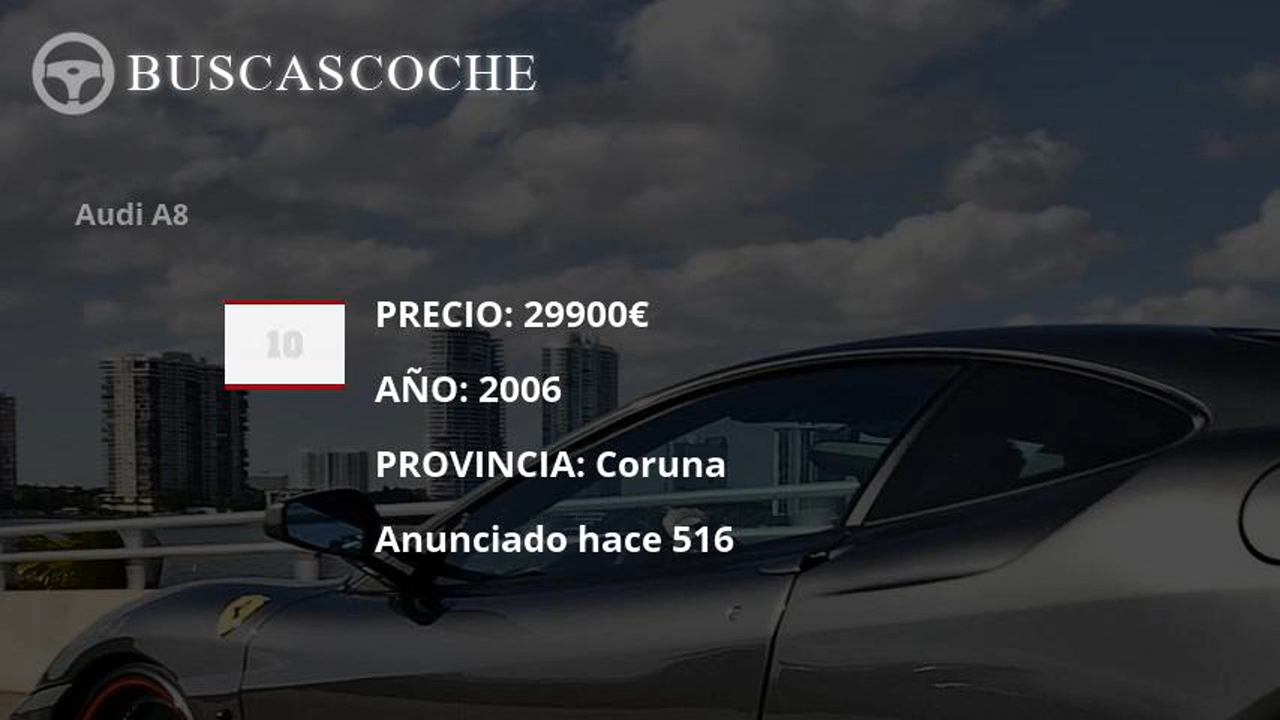 BUSCASCOCHE
Audi A8
10
PRECIO: 29900€
AÑO: 2006
PROVINCIA: Coruna
Anunciado hace 516